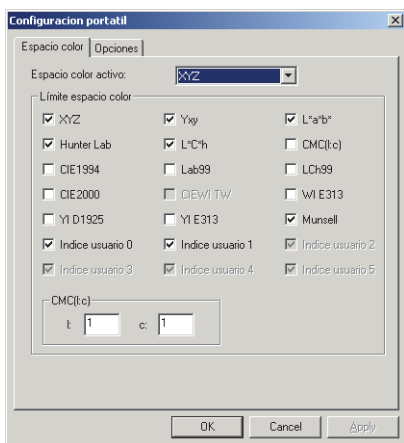 Configuracion portatil
Espacio color Opciones
Espacio color activo: XYZ
Límite espacio color
XYZ Yxy L*a*b*
Hunter Lab L*C*h CMC(l:c)
CIE1994 Lab99 LCh99
CIE2000 CIEWI TW WI E313
YI D1925 YI E313 Munsell
Indice usuario 0 Indice usuario 1 Indice usuario 2
Indice usuario 3 Indice usuario 4 Indice usuario 5
CMC(l:c)
l: 1 c: 1
OK Cancel Apply